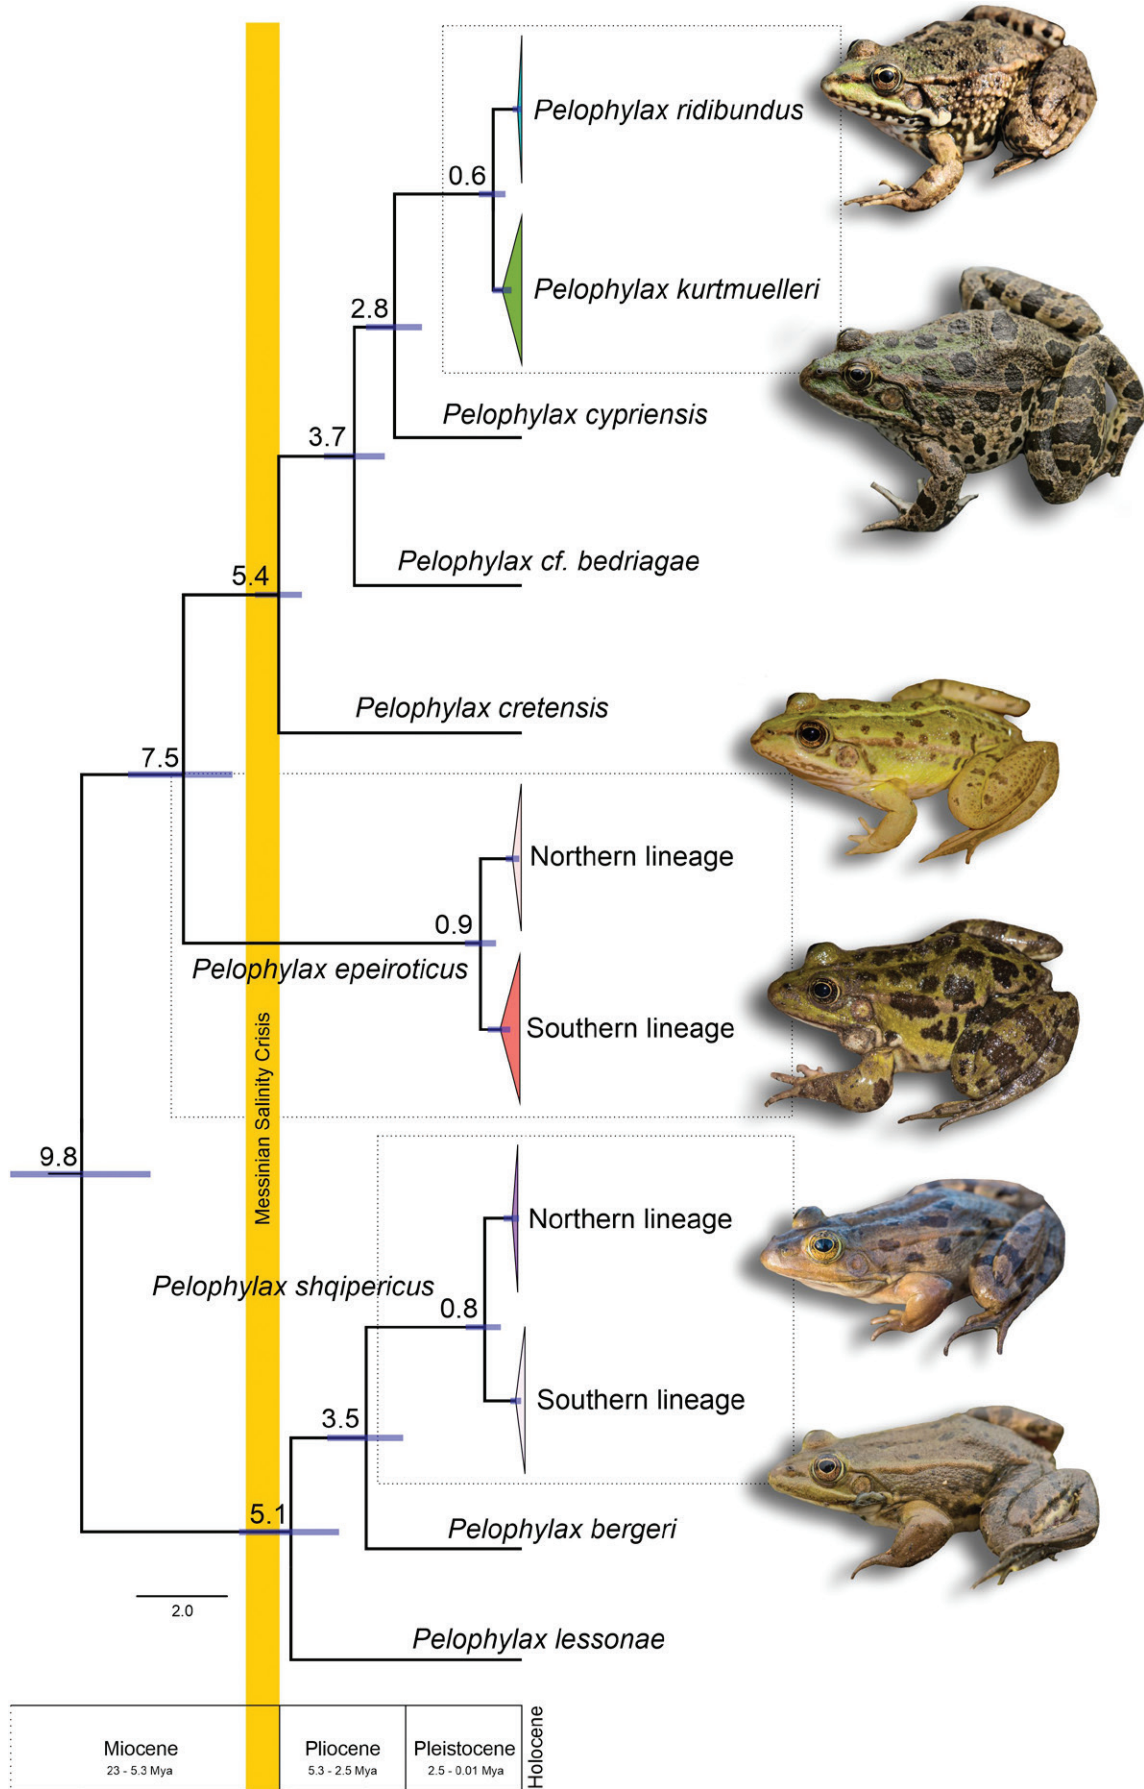 Pelophylax ridibundus
0.6
Pelophylax kurtmuelleri
2.8
Pelophylax cypriensis
3.7
Pelophylax cf. bedriagae
5.4
Pelophylax cretensis
7.5
Northern lineage
0.9
Pelophylax epeiroticus
Southern lineage
Messinian Salinity Crisis
9.8
Northern lineage
Pelophylax shqipericus
0.8
Southern lineage
3.5
5.1
Pelophylax bergeri
2.0
Pelophylax lessonae
Miocene
23 - 5.3 Mya
Pliocene
5.3 - 2.5 Mya
Pleistocene
2.5 - 0.01 Mya
Holocene